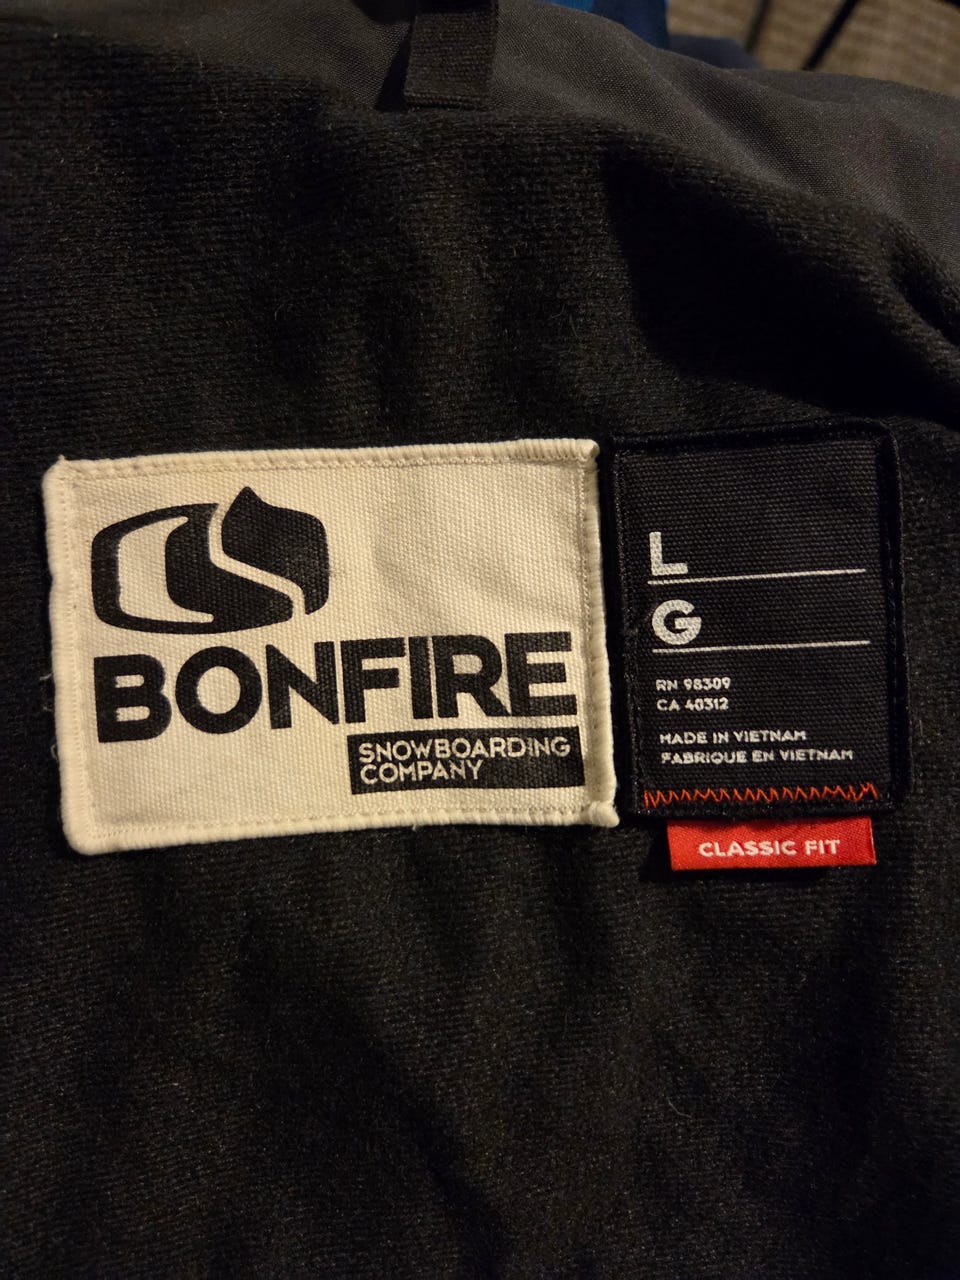 BONFIRE
SNOWBOARDING
COMPANY
L
G
RN 98309
CA 40312
MADE IN VIETNAM
FABRIQUE EN VIETNAM
CLASSIC FIT